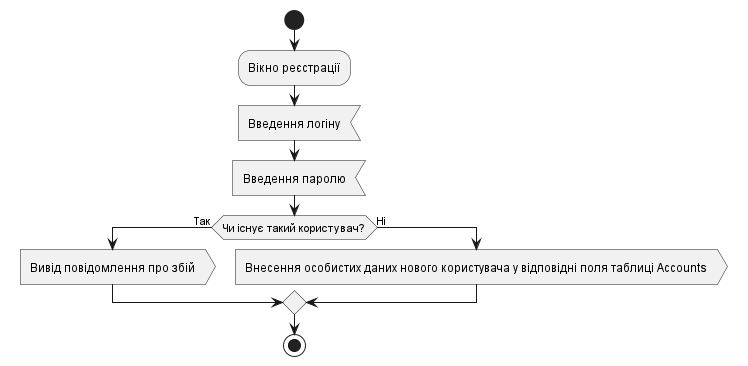 Вікно реєстрації
Введення логіну
Введення паролю
Так
Чи існує такий користувач?
Ні
Вивід повідомлення про збій
Внесення особистих даних нового користувача у відповідні поля таблиці Accounts